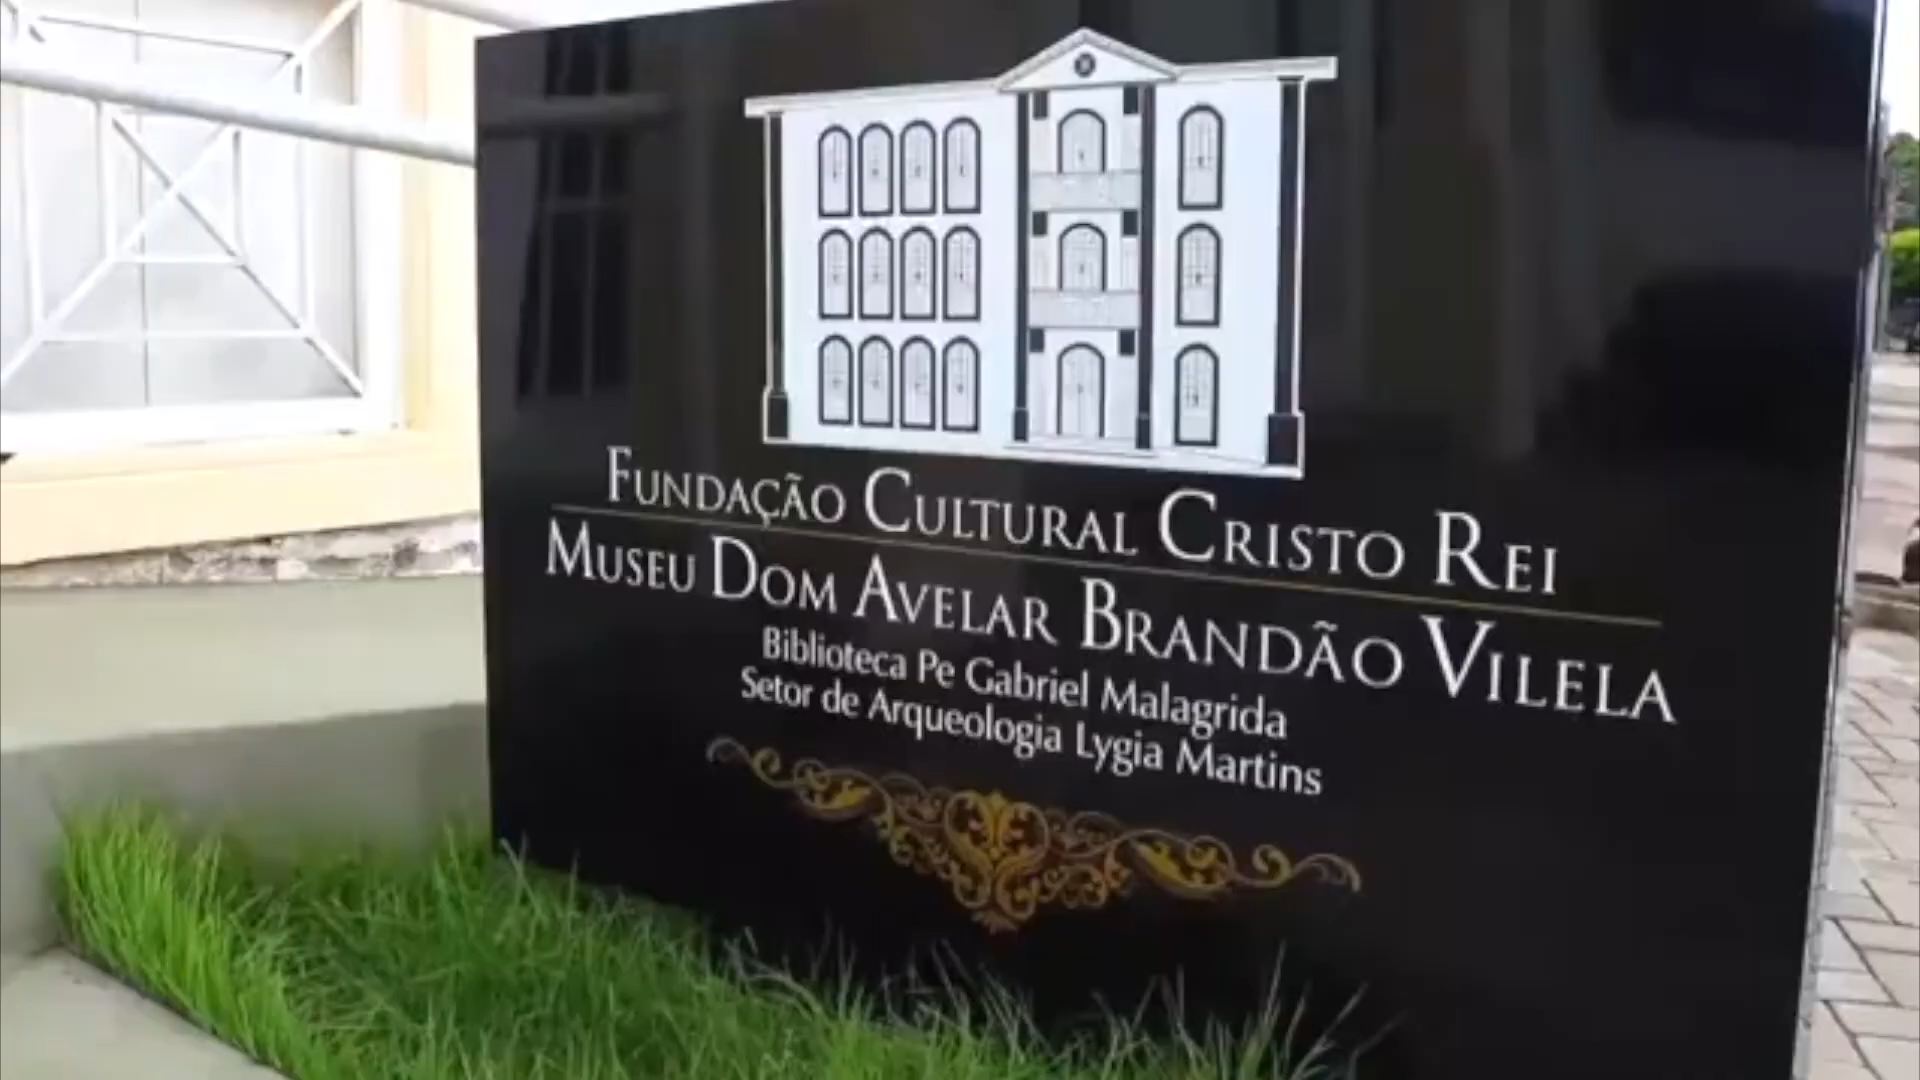 Fundação Cultural Cristo Rei
Museu Dom Avelar Brandão Vilela
Biblioteca Pe Gabriel Malagrida
Setor de Arqueologia Lygia Martins